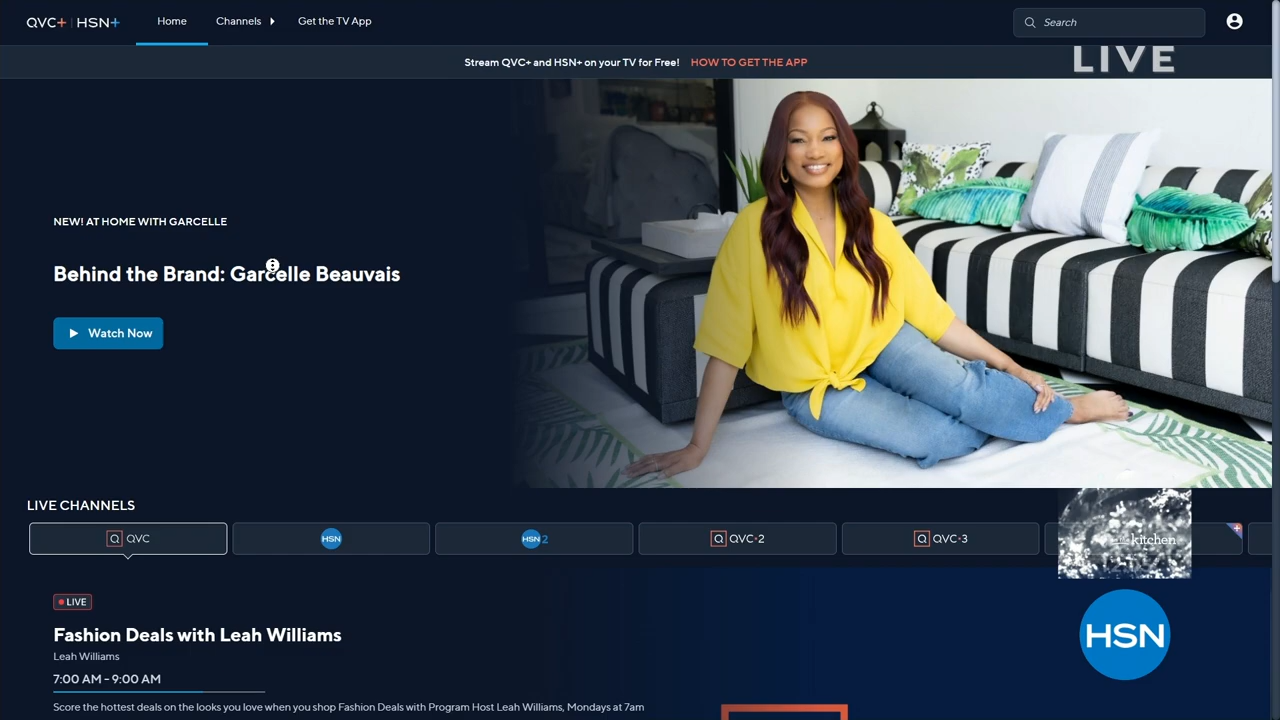 QVC+ | HSN+
Home
Channels
Get the TV App
Search
Stream QVC+ and HSN+ on your TV for Free! HOW TO GET THE APP
LIVE
NEW! AT HOME WITH GARCELLE
Behind the Brand: Garcelle Beauvais
Watch Now
LIVE CHANNELS
QVC
HSN
HSN 2
QVC-2
QVC-3
kitchen
LIVE
Fashion Deals with Leah Williams
Leah Williams
7:00 AM - 9:00 AM
Score the hottest deals on the looks you love when you shop Fashion Deals with Program Host Leah Williams, Mondays at 7am
HSN